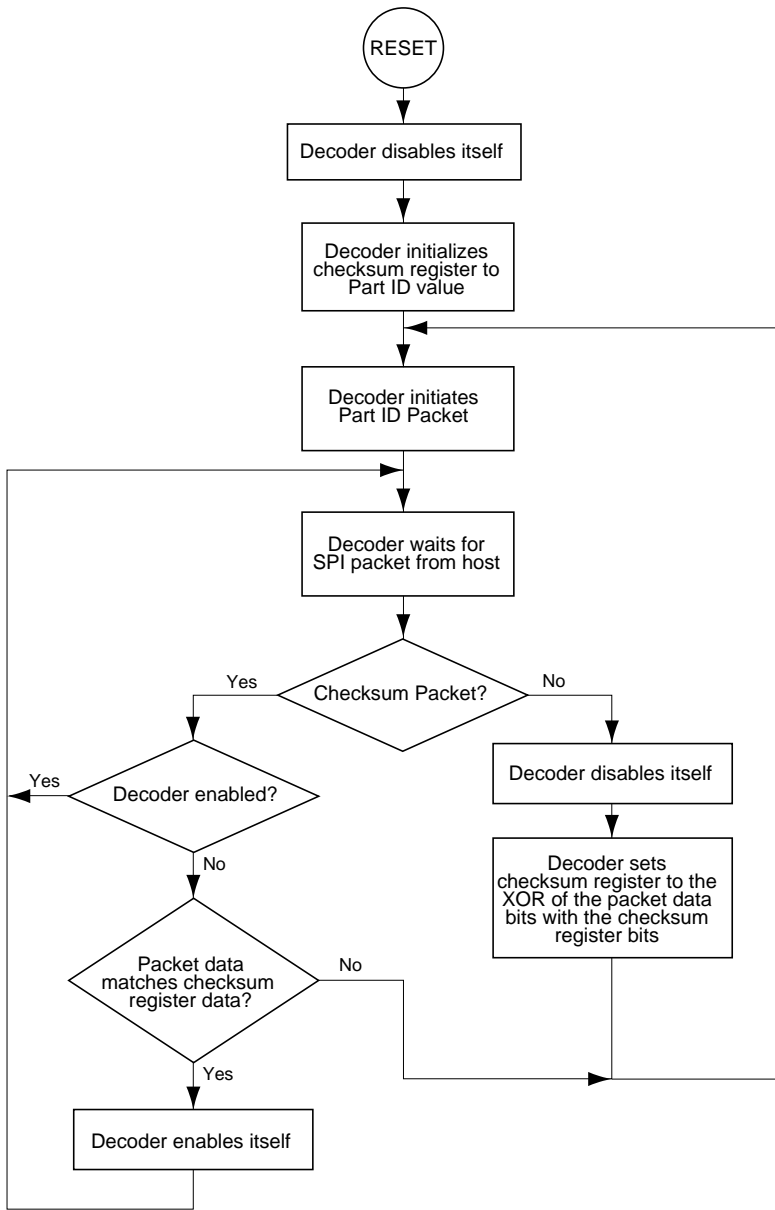 RESET
Decoder disables itself
Decoder initializes
checksum register to
Part ID value
Decoder initiates
Part ID Packet
Decoder waits for
SPI packet from host
Checksum Packet?
Yes
No
Decoder enabled?
Yes
No
Decoder disables itself
Decoder sets
checksum register to the
XOR of the packet data
bits with the checksum
register bits
Packet data
matches checksum
register data?
No
Yes
Decoder enables itself